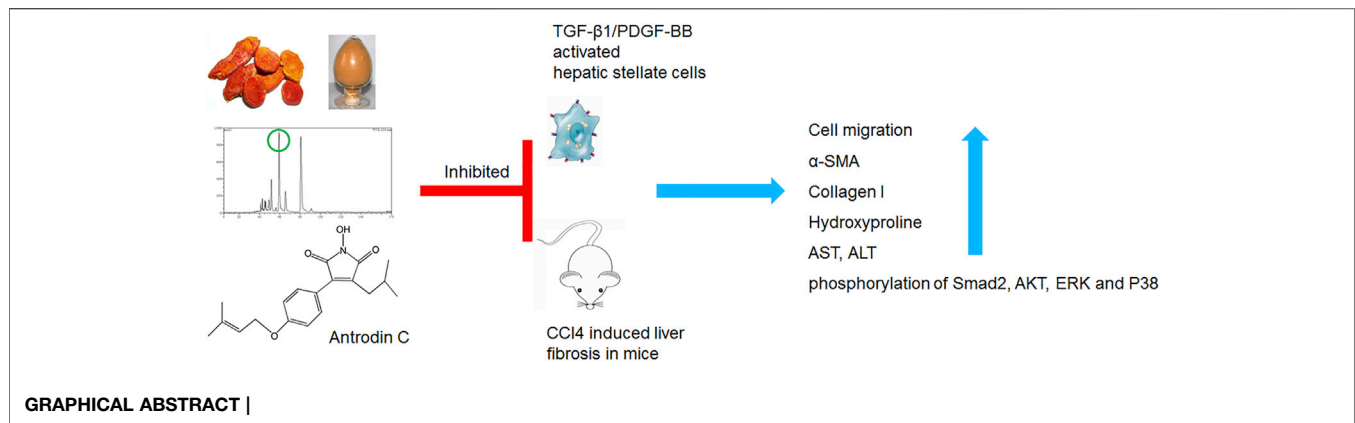 TGF-β1/PDGF-BB
activated
hepatic stellate cells
Inhibited
OH
N
O
O
O
Antrodin C
CCl4 induced liver
fibrosis in mice
Cell migration
α-SMA
Collagen I
Hydroxyproline
AST, ALT
phosphorylation of Smad2, AKT, ERK and P38
GRAPHICAL ABSTRACT |